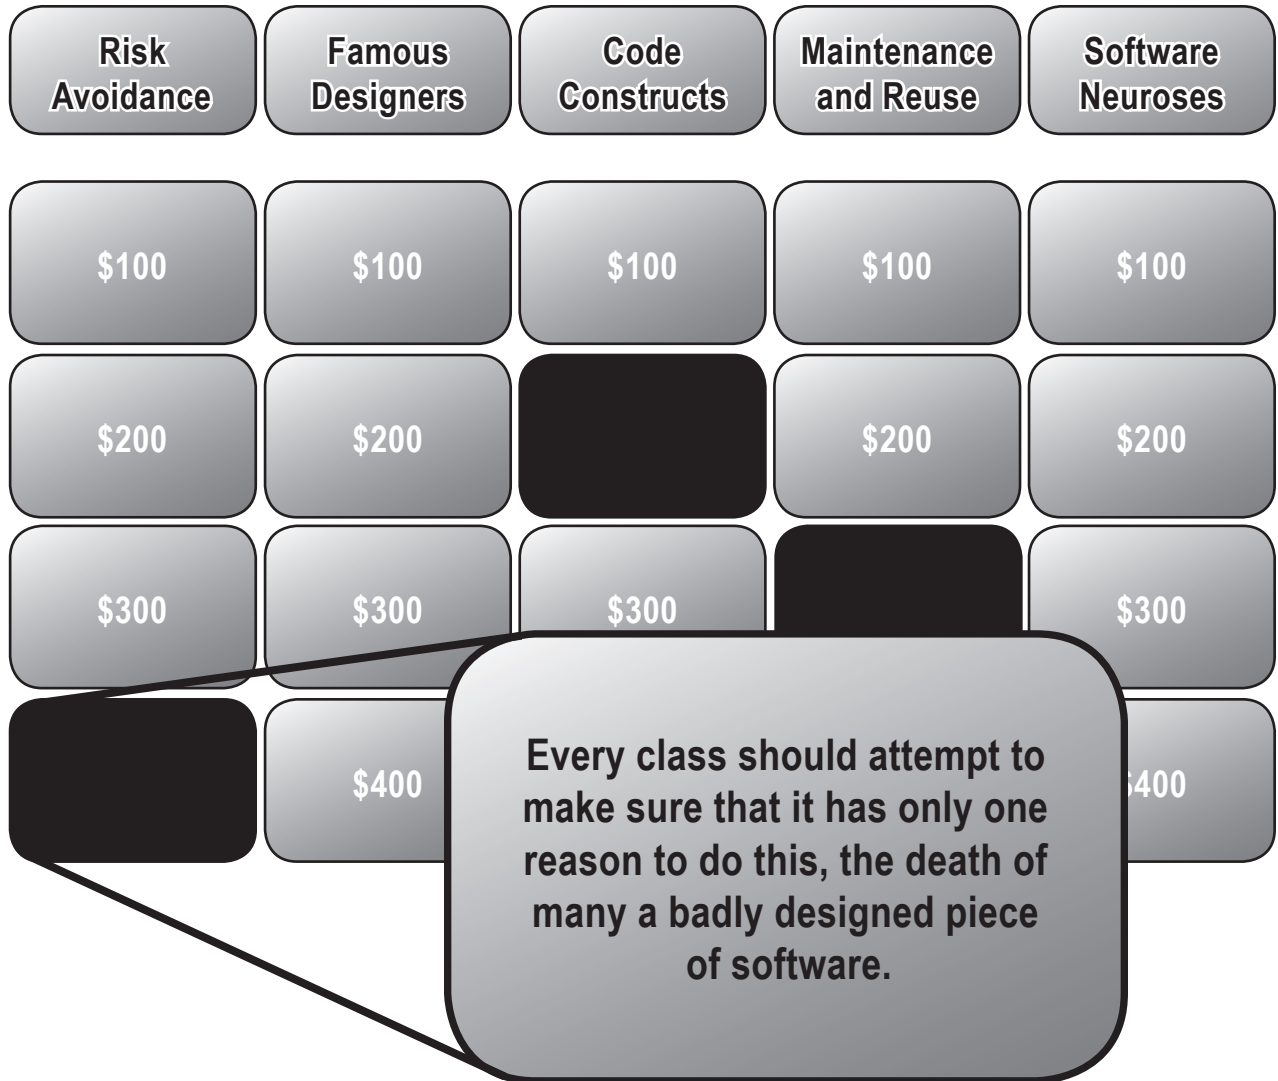 Risk
Avoidance
Famous
Designers
Code
Constructs
Maintenance
and Reuse
Software
Neuroses
$100
$100
$100
$100
$100
$200
$200
$200
$200
$300
$300
$300
$300
$400
$400
Every class should attempt to
make sure that it has only one
reason to do this, the death of
many a badly designed piece
of software.